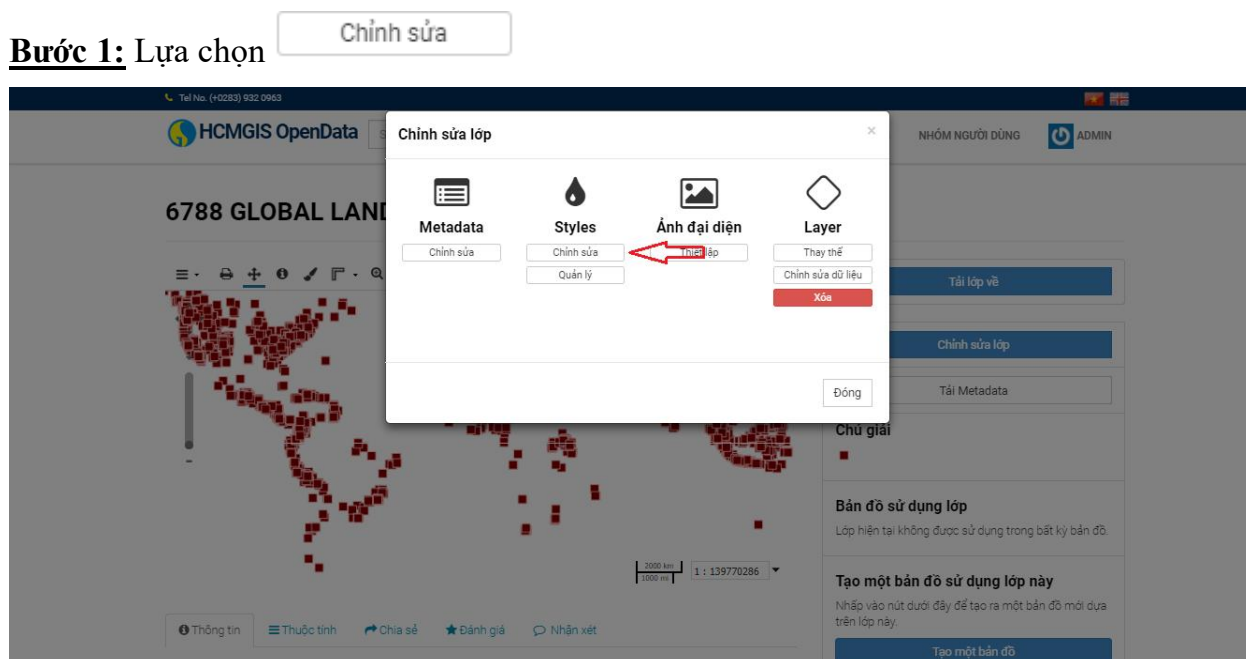 Bước 1: Lựa chọn Chỉnh sửa
Tel No. (+0283) 932 0963
HCMGIS OpenData
NHÓM NGƯỜI DÙNG
ADMIN
Chỉnh sửa lớp
×
6788 GLOBAL LAND
Metadata
Styles
Ảnh đại diện
Layer
Chỉnh sửa
Chỉnh sửa
Thiết lập
Thay thế
Quản lý
Chỉnh sửa dữ liệu
Xóa
Đóng
Tải lớp về
Chỉnh sửa lớp
Tải Metadata
Chú giải
Bản đồ sử dụng lớp
Lớp hiện tại không được sử dụng trong bất kỳ bản đồ.
2000 km
1000 mi
1 : 139770286
Tạo một bản đồ sử dụng lớp này
Nhấp vào nút dưới đây để tạo ra một bản đồ mới dựa
trên lớp này.
Tạo một bản đồ
Thông tin
Thuộc tính
Chia sẻ
Đánh giá
Nhận xét